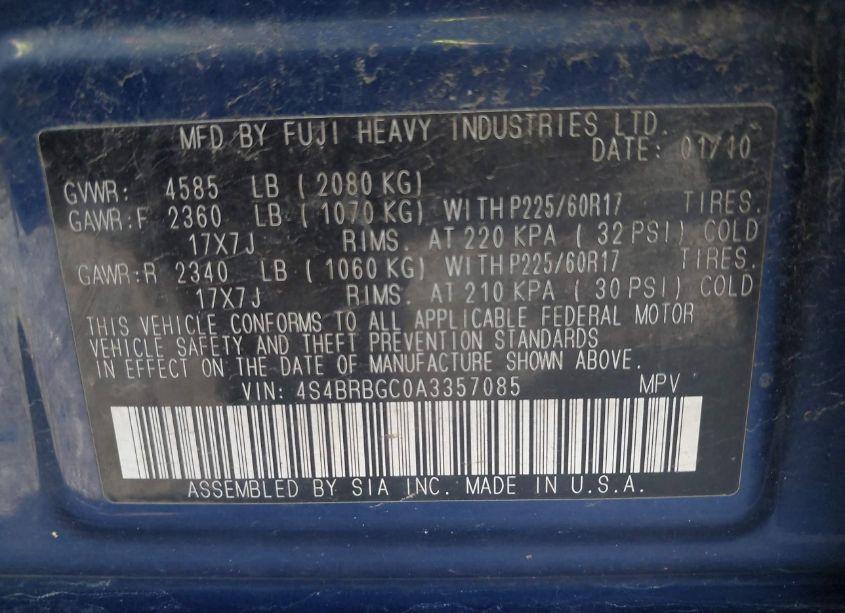 MFD BY FUJI HEAVY INDUSTRIES LTD.
DATE: 01/10
GVWR: 4585 LB ( 2080 KG)
GAWR:F 2360 LB ( 1070 KG) WITH P225/60R17 TIRES.
17X7J RIMS. AT 220 KPA ( 32 PSI) COLD
GAWR:R 2340 LB ( 1060 KG) WITH P225/60R17 TIRES.
17X7J RIMS. AT 210 KPA ( 30 PSI) COLD
THIS VEHICLE CONFORMS TO ALL APPLICABLE FEDERAL MOTOR
VEHICLE SAFETY AND THEFT PREVENTION STANDARDS
IN EFFECT ON THE DATE OF MANUFACTURE SHOWN ABOVE.
VIN: 4S4BRBGC0A3357085 MPV
ASSEMBLED BY SIA INC. MADE IN U.S.A.